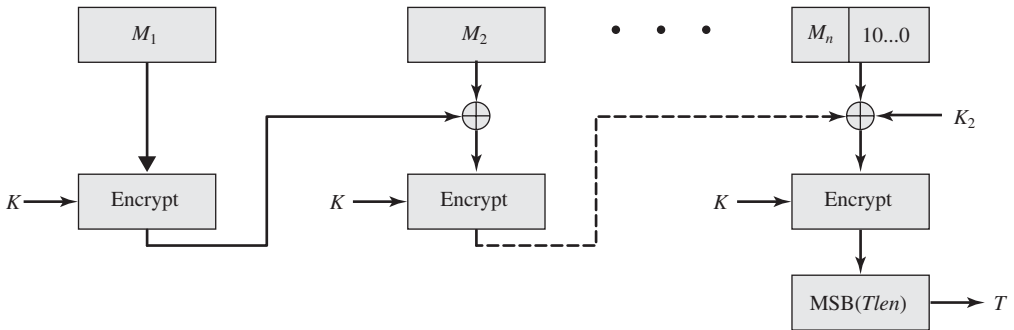 M1 M2 • • • Mn 10...0
K2
K Encrypt K Encrypt K Encrypt
MSB(Tlen) T